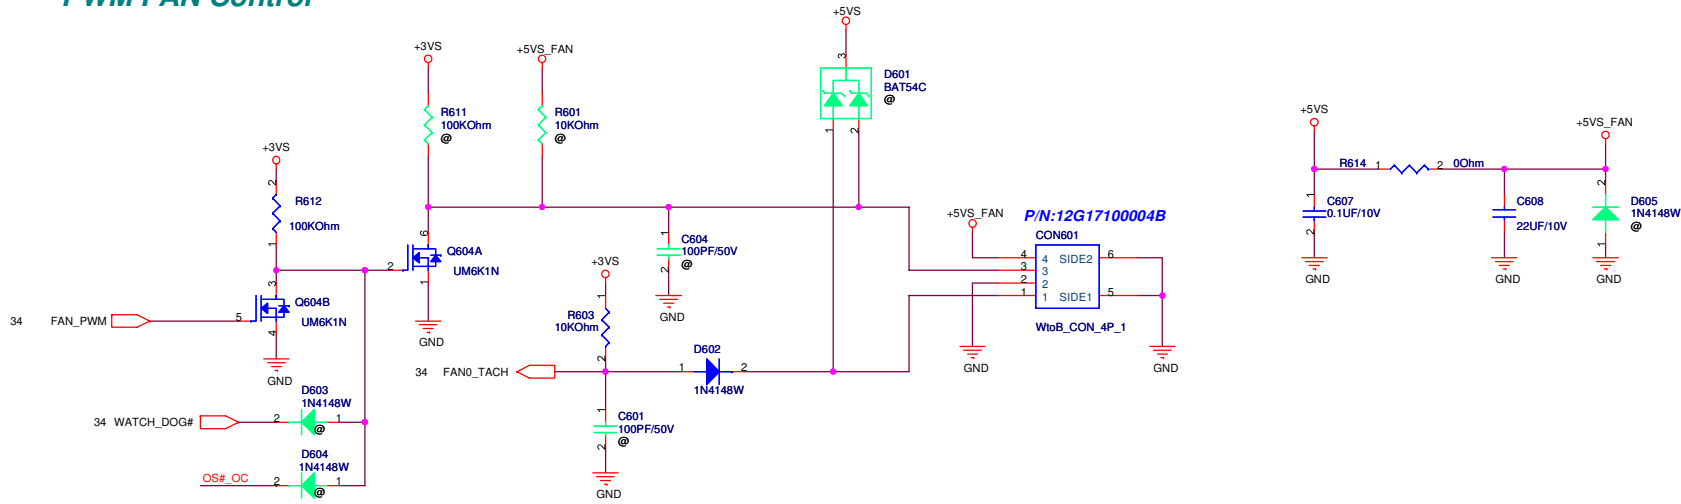 PWM FAN Control
+5VS
+3VS
+5VS_FAN
3
D601
BAT54C
@
R611
100KOhm
@
R601
10KOhm
@
1
2
+5VS
+5VS_FAN
+3VS
2
R612
100KOhm
1
R614
1
2
0Ohm
1
C607
0.1UF/10V
2
GND
C608
22UF/10V
GND
2
D605
1N4148W
@
1
GND
6
Q604A
UM6K1N
2
1
GND
1
C604
100PF/50V
@
2
GND
+5VS_FAN
P/N:12G17100004B
CON601
4
3
2
1
4
3
2
1
SIDE2
SIDE1
6
5
WtoB_CON_4P_1
GND
GND
3
Q604B
UM6K1N
34
FAN_PWM
5
4
GND
+3VS
1
R603
10KOhm
2
34
FAN0_TACH
D602
1
2
1N4148W
1
C601
100PF/50V
@
2
GND
D603
1N4148W
34
WATCH_DOG#
2
1
@
D604
1N4148W
OS#_OC
2
1
@